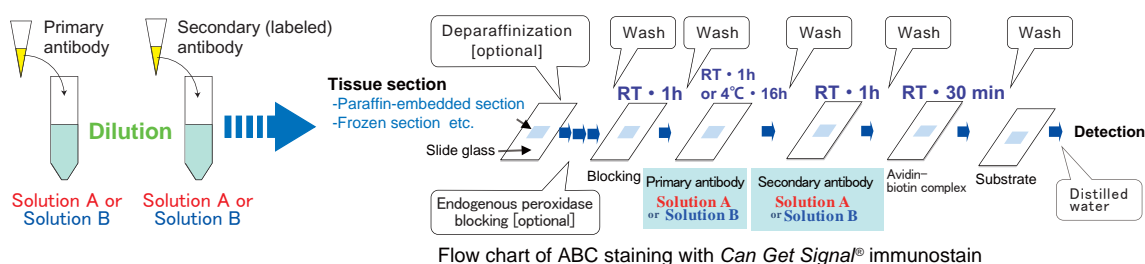 Primary
antibody
Secondary (labeled)
antibody
Dilution
Solution A or
Solution B
Solution A or
Solution B
Tissue section
-Paraffin-embedded section
-Frozen section etc.
Slide glass
Deparaffinization
[optional]
Endogenous peroxidase
blocking [optional]
Wash
RT・1h
Blocking
Wash
RT・1h
or 4℃・16h
Primary antibody
Solution A
or Solution B
Wash
RT・1h
Secondary antibody
Solution A
or Solution B
Wash
RT・30 min
Avidin–
biotin complex
Wash
Substrate
Distilled
water
Detection
Flow chart of ABC staining with Can Get Signal® immunostain